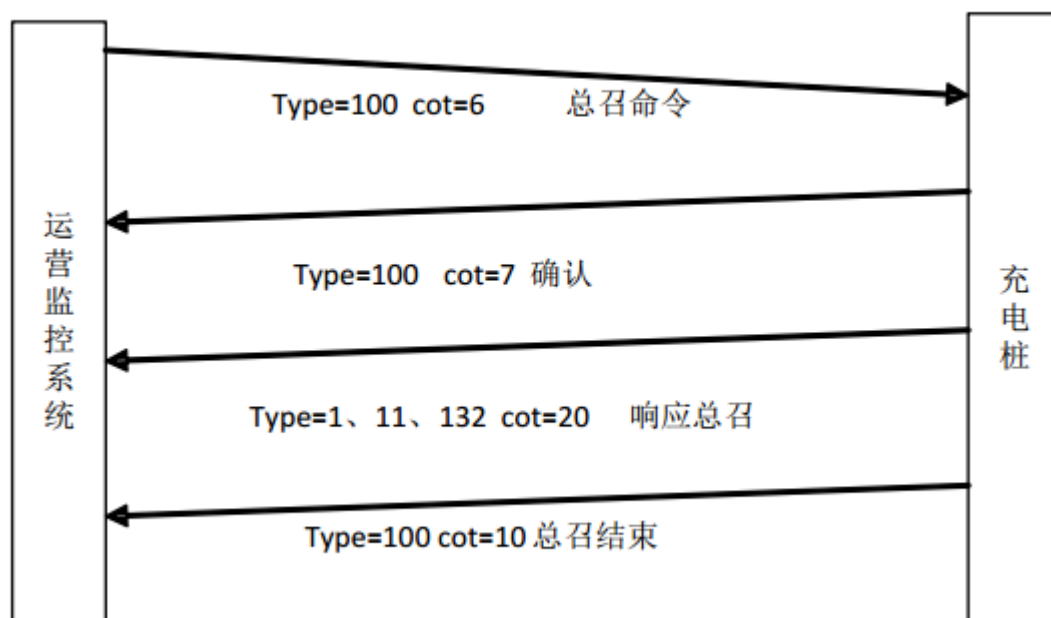 Type=100 cot=6 总召命令
运营监控系统
Type=100 cot=7 确认
充电桩
Type=1、11、132 cot=20 响应总召
Type=100 cot=10 总召结束